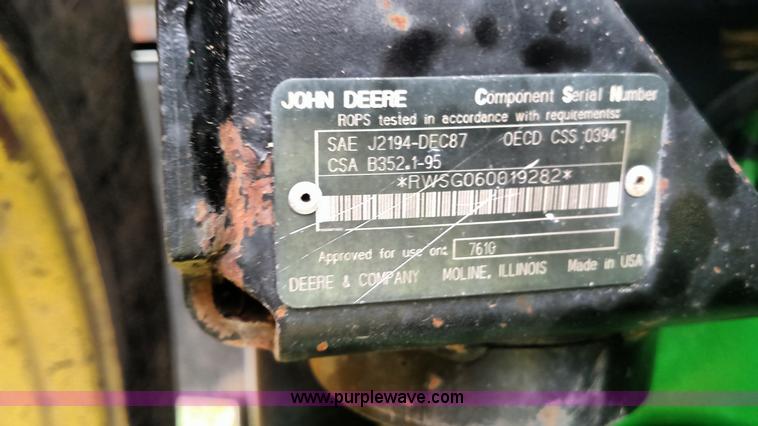 JOHN DEERE Component Serial Number
ROPS tested in accordance with requirements:
SAE J2194-DEC87 OECD CSS 0394
CSA B352.1-95
*RWSG060019282*
Approved for use on: 7610
DEERE & COMPANY MOLINE, ILLINOIS Made in USA
www.purplewave.com